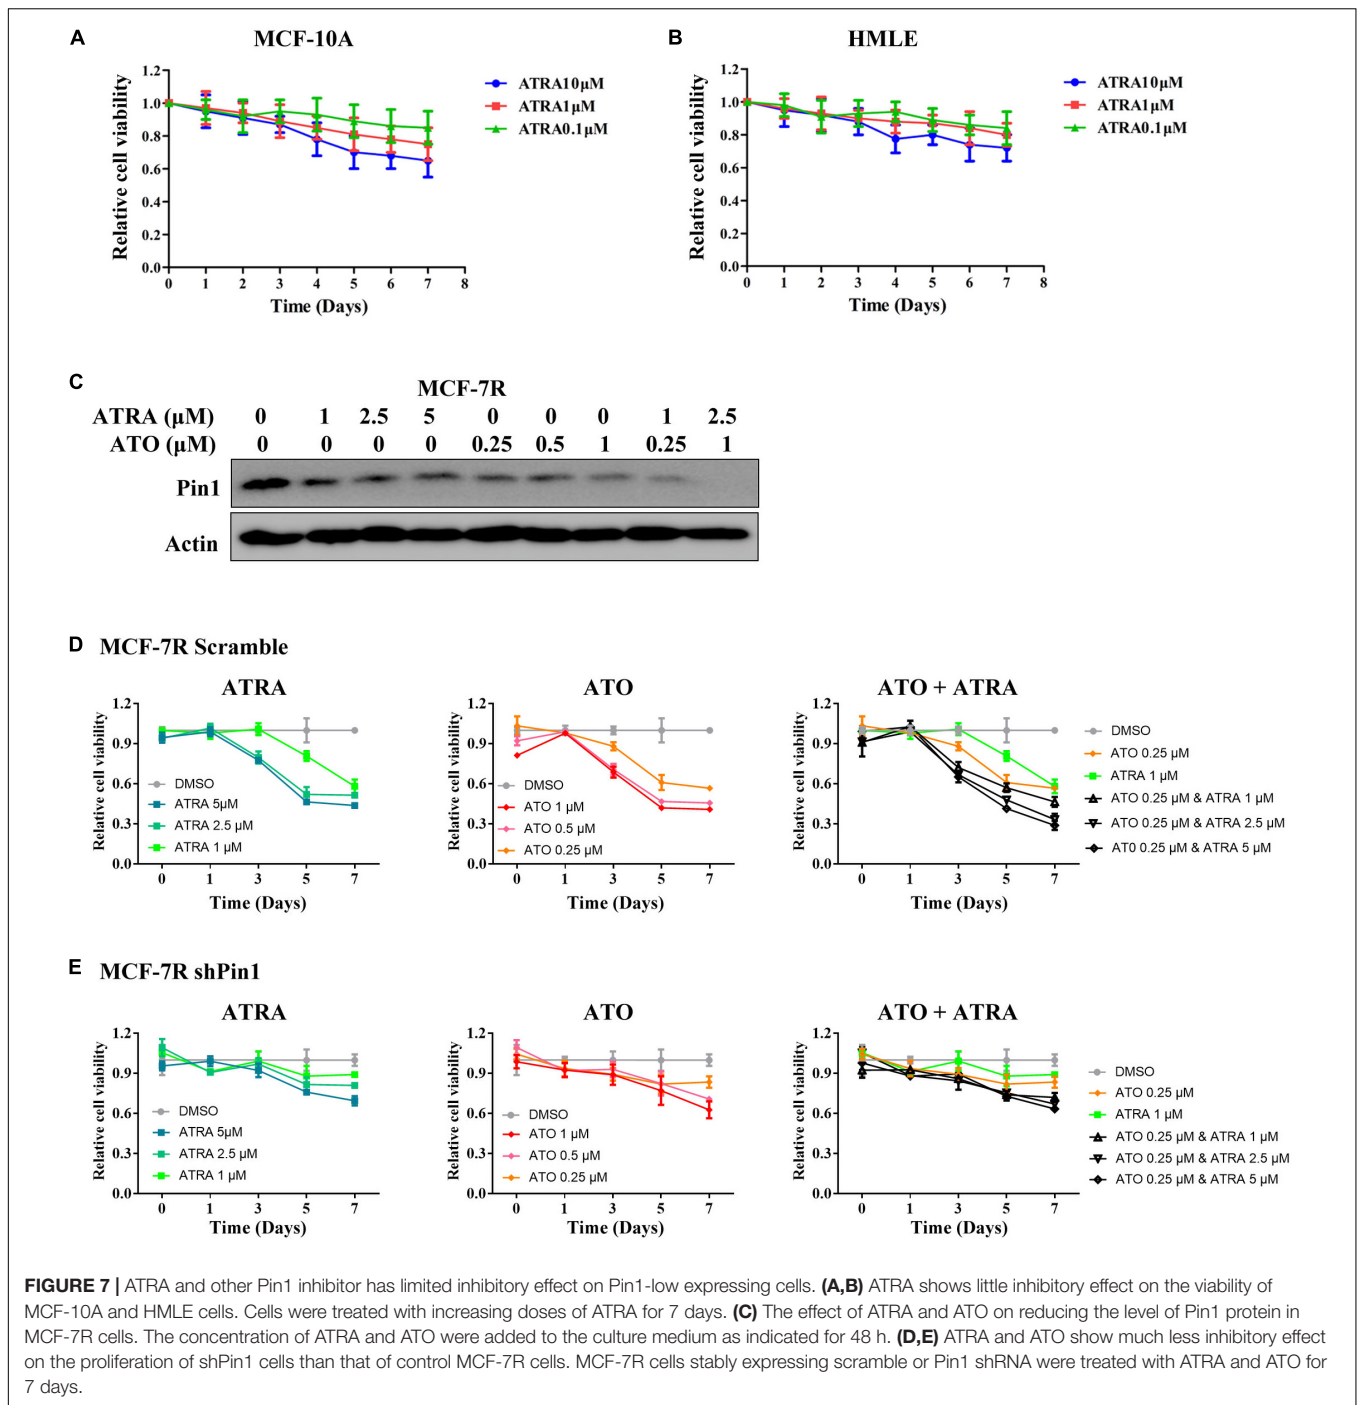 A MCF-10A
1.2
1.0
0.8
0.6
0.4
0.2
0.0
Relative cell viability
0 1 2 3 4 5 6 7 8
Time (Days)
ATRA10μM
ATRA1μM
ATRA0.1μM
B HMLE
1.2
1.0
0.8
0.6
0.4
0.2
0.0
Relative cell viability
0 1 2 3 4 5 6 7 8
Time (Days)
ATRA10μM
ATRA1μM
ATRA0.1μM
C
MCF-7R
ATRA (μM) 0 1 2.5 5 0 0 0 1 2.5
ATO (μM) 0 0 0 0 0.25 0.5 1 0.25 1
Pin1
Actin
D MCF-7R Scramble
ATRA
1.2
0.9
0.6
0.3
0.0
Relative cell viability
DMSO
ATRA 5μM
ATRA 2.5 μM
ATRA 1 μM
0 1 3 5 7
Time (Days)
ATO
1.2
0.9
0.6
0.3
0.0
Relative cell viability
DMSO
ATO 1 μM
ATO 0.5 μM
ATO 0.25 μM
0 1 3 5 7
Time (Days)
ATO + ATRA
1.2
0.9
0.6
0.3
0.0
Relative cell viability
0 1 3 5 7
Time (Days)
DMSO
ATO 0.25 μM
ATRA 1 μM
ATO 0.25 μM & ATRA 1 μM
ATO 0.25 μM & ATRA 2.5 μM
AT0 0.25 μM & ATRA 5 μM
E MCF-7R shPin1
ATRA
1.2
0.9
0.6
0.3
0.0
Relative cell viability
DMSO
ATRA 5μM
ATRA 2.5 μM
ATRA 1 μM
0 1 3 5 7
Time (Days)
ATO
1.2
0.9
0.6
0.3
0.0
Relative cell viability
DMSO
ATO 1 μM
ATO 0.5 μM
ATO 0.25 μM
0 1 3 5 7
Time (Days)
ATO + ATRA
1.2
0.9
0.6
0.3
0.0
Relative cell viability
0 1 3 5 7
Time (Days)
DMSO
ATO 0.25 μM
ATRA 1 μM
ATO 0.25 μM & ATRA 1 μM
ATO 0.25 μM & ATRA 2.5 μM
ATO 0.25 μM & ATRA 5 μM
FIGURE 7 | ATRA and other Pin1 inhibitor has limited inhibitory effect on Pin1-low expressing cells. (A,B) ATRA shows little inhibitory effect on the viability of
MCF-10A and HMLE cells. Cells were treated with increasing doses of ATRA for 7 days. (C) The effect of ATRA and ATO on reducing the level of Pin1 protein in
MCF-7R cells. The concentration of ATRA and ATO were added to the culture medium as indicated for 48 h. (D,E) ATRA and ATO show much less inhibitory effect
on the proliferation of shPin1 cells than that of control MCF-7R cells. MCF-7R cells stably expressing scramble or Pin1 shRNA were treated with ATRA and ATO for
7 days.